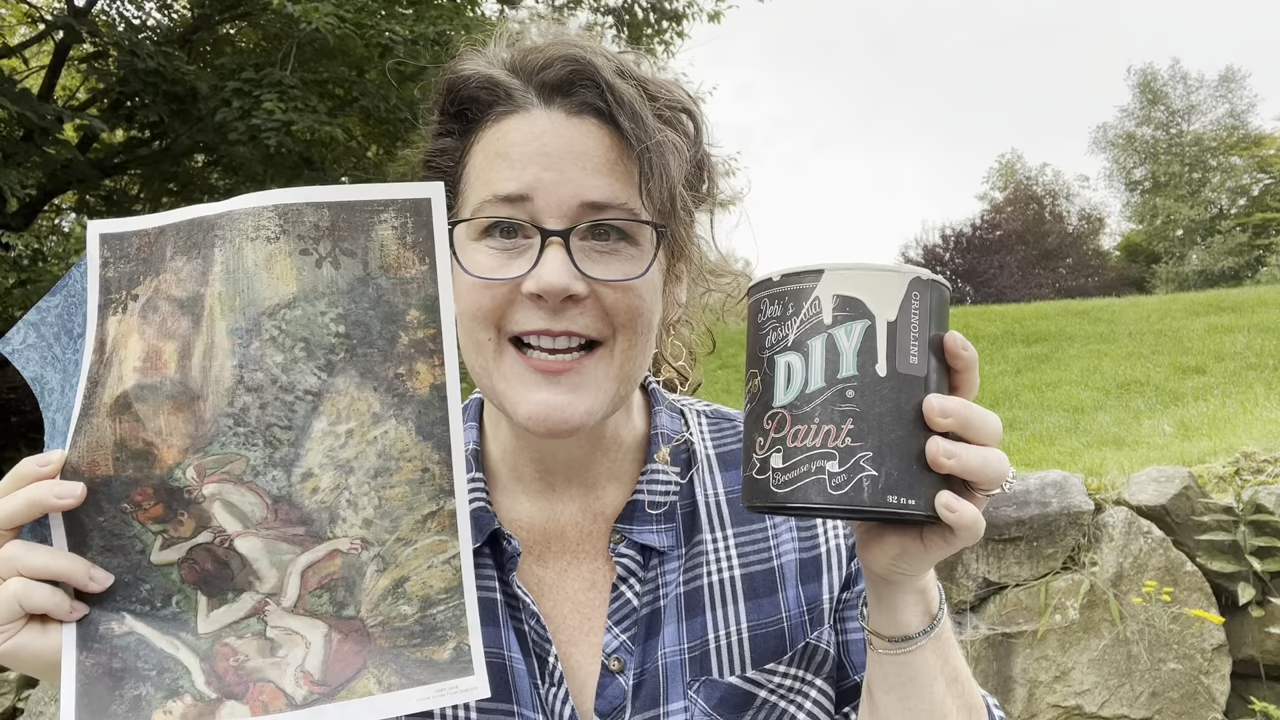 Debi's
design diary
DIY
®
Paint
Because you
can
32 fl oz
CRINOLINE